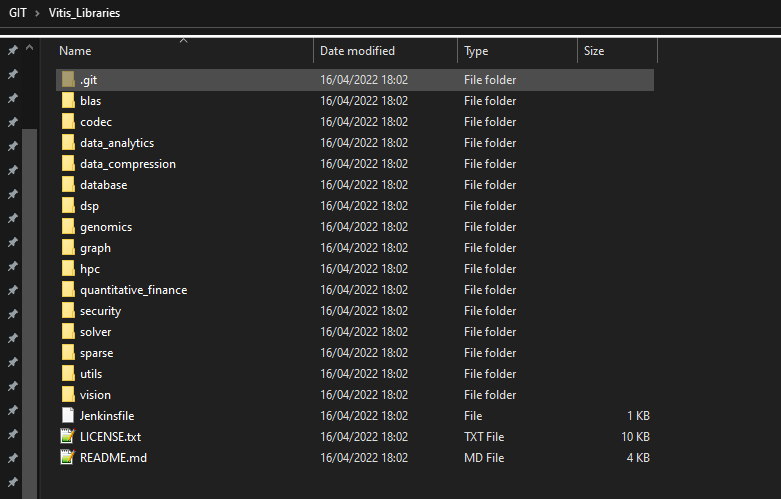 GIT > Vitis_Libraries
Name Date modified Type Size
.git 16/04/2022 18:02 File folder
blas 16/04/2022 18:02 File folder
codec 16/04/2022 18:02 File folder
data_analytics 16/04/2022 18:02 File folder
data_compression 16/04/2022 18:02 File folder
database 16/04/2022 18:02 File folder
dsp 16/04/2022 18:02 File folder
genomics 16/04/2022 18:02 File folder
graph 16/04/2022 18:02 File folder
hpc 16/04/2022 18:02 File folder
quantitative_finance 16/04/2022 18:02 File folder
security 16/04/2022 18:02 File folder
solver 16/04/2022 18:02 File folder
sparse 16/04/2022 18:02 File folder
utils 16/04/2022 18:02 File folder
vision 16/04/2022 18:02 File folder
Jenkinsfile 16/04/2022 18:02 File 1 KB
LICENSE.txt 16/04/2022 18:02 TXT File 10 KB
README.md 16/04/2022 18:02 MD File 4 KB